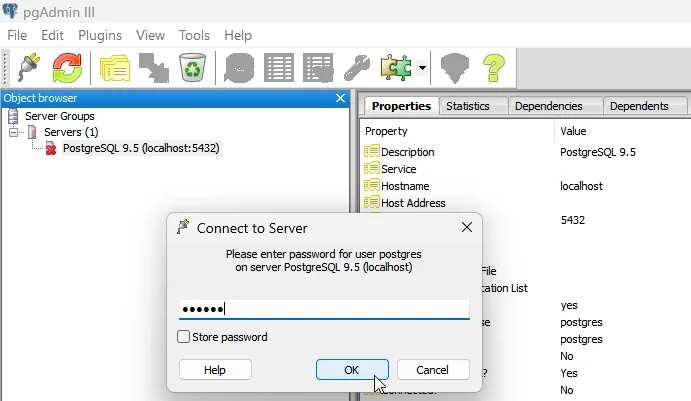 pgAdmin III
File Edit Plugins View Tools Help
Object browser
Server Groups
Servers (1)
PostgreSQL 9.5 (localhost:5432)
Properties Statistics Dependencies Dependents
Property Value
Description PostgreSQL 9.5
Service
Hostname localhost
Host Address
5432
File
cation List
yes
se postgres
postgres
No
? Yes
Connected? No
Connect to Server
Please enter password for user postgres
on server PostgreSQL 9.5 (localhost)
••••••
Store password
Help OK Cancel